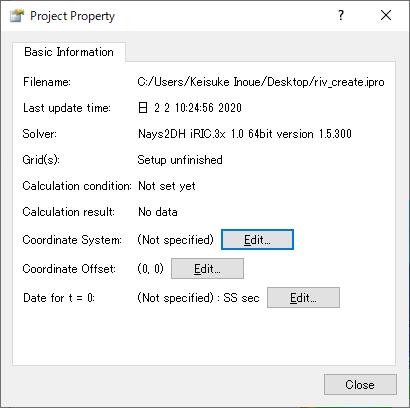 Project Property
Basic Information
Filename: C:/Users/Keisuke Inoue/Desktop/riv_create.ipro
Last update time: 日 2 2 10:24:56 2020
Solver: Nays2DH iRIC.3x 1.0 64bit version 1.5.300
Grid(s): Setup unfinished
Calculation condition: Not set yet
Calculation result: No data
Coordinate System: (Not specified) Edit...
Coordinate Offset: (0, 0) Edit...
Date for t = 0: (Not specified) : SS sec Edit...
Close